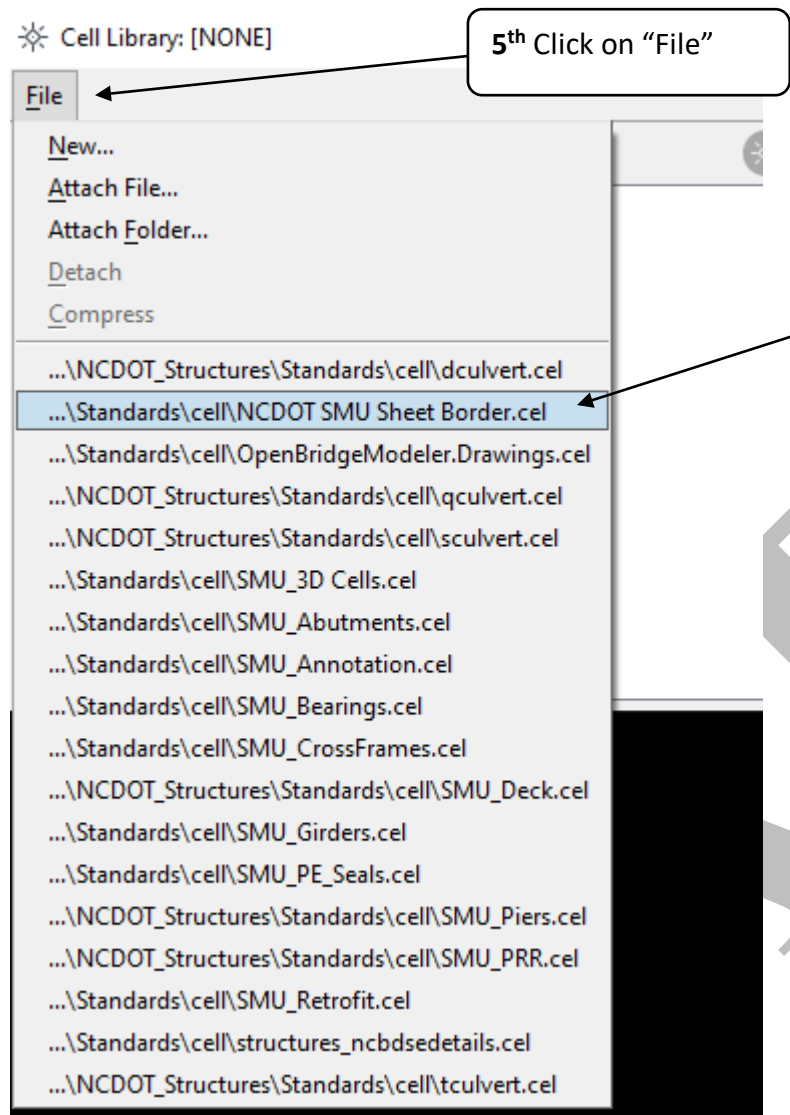 Cell Library: [NONE]
5th Click on “File”
File
New...
Attach File...
Attach Folder...
Detach
Compress
...\NCDOT_Structures\Standards\cell\dculvert.cel
...\Standards\cell\NCDOT SMU Sheet Border.cel
...\Standards\cell\OpenBridgeModeler.Drawings.cel
...\NCDOT_Structures\Standards\cell\qculvert.cel
...\NCDOT_Structures\Standards\cell\sculvert.cel
...\Standards\cell\SMU_3D Cells.cel
...\Standards\cell\SMU_Abutments.cel
...\Standards\cell\SMU_Annotation.cel
...\Standards\cell\SMU_Bearings.cel
...\Standards\cell\SMU_CrossFrames.cel
...\NCDOT_Structures\Standards\cell\SMU_Deck.cel
...\Standards\cell\SMU_Girders.cel
...\Standards\cell\SMU_PE_Seals.cel
...\NCDOT_Structures\Standards\cell\SMU_Piers.cel
...\NCDOT_Structures\Standards\cell\SMU_PRR.cel
...\Standards\cell\SMU_Retrofit.cel
...\Standards\cell\structures_ncbdsedetails.cel
...\NCDOT_Structures\Standards\cell\tculvert.cel